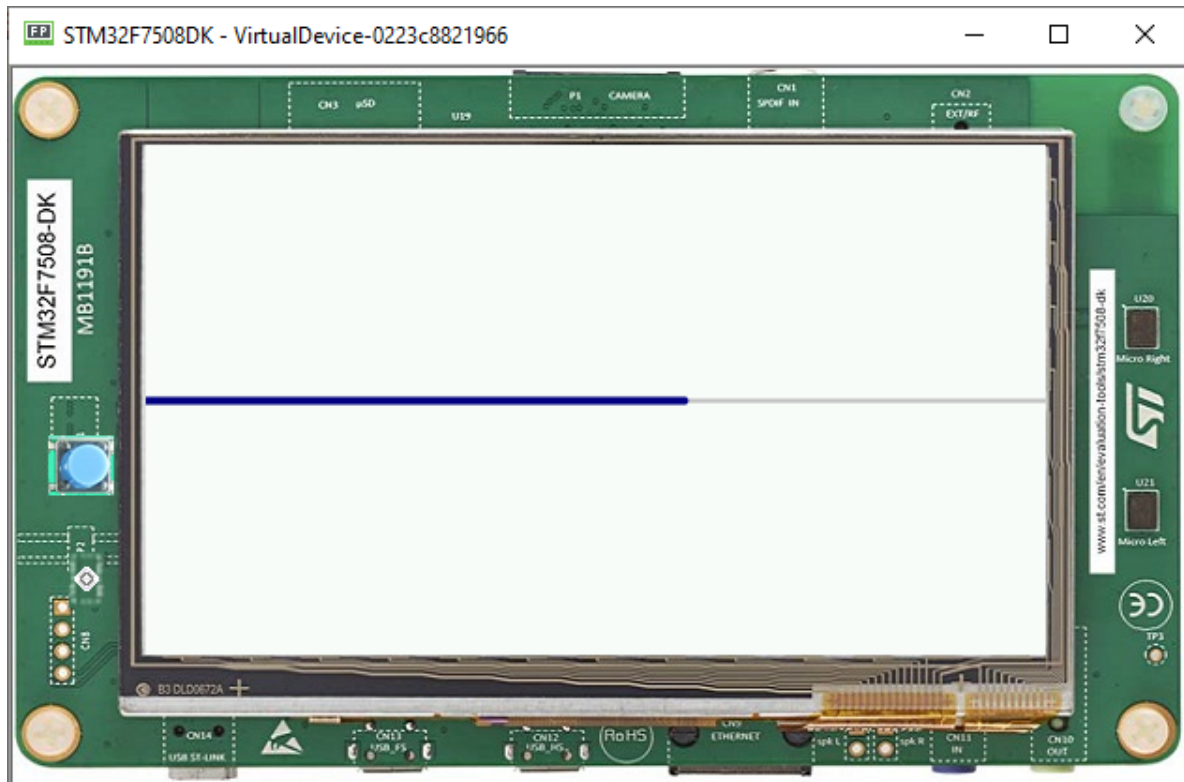 STM32F7508DK - VirtualDevice-0223c8821966
CN3 µSD
U19
P1 CAMERA
CN1
SPDIF IN
CN2
EXT/RF
STM32F7508-DK
MB1191B
U20
Micro Right
www.st.com/en/evaluation-tools/stm32f7508-dk
U21
Micro Left
P2
CN8
CE
TP3
B3 DLD0672A
CN14
USB ST-LINK
CN13
USB_FS
CN12
USB_HS
RoHS
CN9
ETHERNET
spk L
spk R
CN11
IN
CN10
OUT